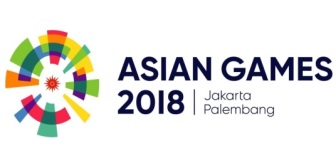 ASIAN GAMES
2018 | Jakarta
Palembang